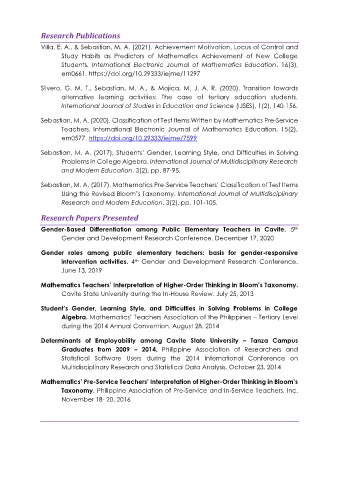 Research Publications
Villa, E. A., & Sebastian, M. A. (2021). Achievement Motivation, Locus of Control and
Study Habits as Predictors of Mathematics Achievement of New College
Students. International Electronic Journal of Mathematics Education, 16(3),
em0661. https://doi.org/10.29333/iejme/11297
Silvero, G. M. T., Sebastian, M. A., & Mojica, M. J. A. R. (2020). Transition towards
alternative learning activities: The case of tertiary education students.
International Journal of Studies in Education and Science (IJSES), 1(2), 140-156.
Sebastian, M. A. (2020). Classification of Test Items Written by Mathematics Pre-Service
Teachers. International Electronic Journal of Mathematics Education, 15(2),
em0577. https://doi.org/10.29333/iejme/7599
Sebastian, M. A. (2017). Students' Gender, Learning Style, and Difficulties in Solving
Problems in College Algebra. International Journal of Multidisciplinary Research
and Modern Education, 3(2), pp. 87-95.
Sebastian, M. A. (2017). Mathematics Pre-Service Teachers' Classification of Test Items
Using the Revised Bloom's Taxonomy. International Journal of Multidisciplinary
Research and Modern Education, 3(2), pp. 101-105.
Research Papers Presented
Gender-Based Differentiation among Public Elementary Teachers in Cavite. 5th
Gender and Development Research Conference, December 17, 2020
Gender roles among public elementary teachers: basis for gender-responsive
intervention activities. 4th Gender and Development Research Conference.
June 13, 2019
Mathematics Teachers' Interpretation of Higher-Order Thinking in Bloom's Taxonomy.
Cavite State University during the In-House Review. July 25, 2013
Student's Gender, Learning Style, and Difficulties in Solving Problems in College
Algebra. Mathematics' Teachers Association of the Philippines - Tertiary Level
during the 2014 Annual Convention. August 28, 2014
Determinants of Employability among Cavite State University – Tanza Campus
Graduates from 2009 – 2014. Philippine Association of Researchers and
Statistical Software Users during the 2014 International Conference on
Multidisciplinary Research and Statistical Data Analysis, October 23, 2014
Mathematics' Pre-Service Teachers' Interpretation of Higher-Order Thinking in Bloom's
Taxonomy. Philippine Association of Pre-Service and In-Service Teachers, Inc.
November 18- 20, 2016